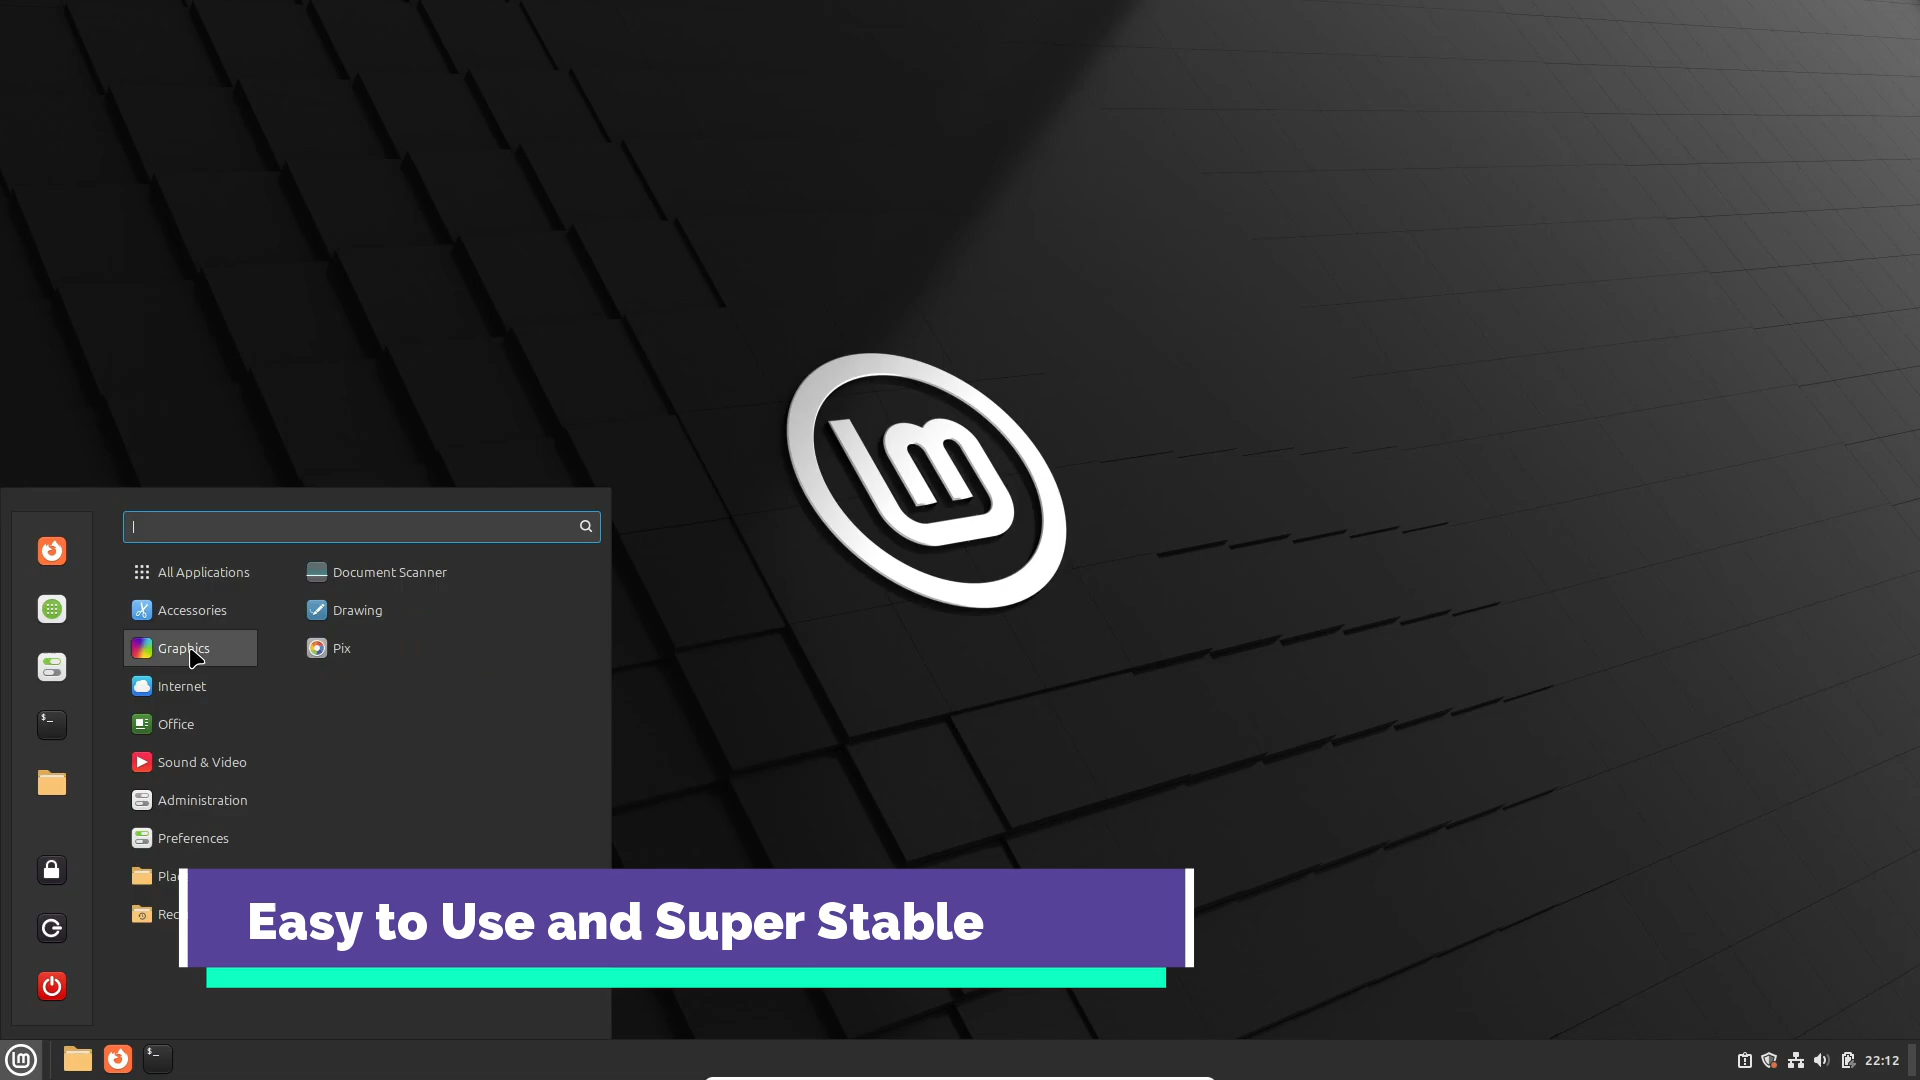 All Applications
Document Scanner
Accessories
Drawing
Graphics
Pix
Internet
Office
Sound & Video
Administration
Preferences
Easy to Use and Super Stable
$_
$_
22:12